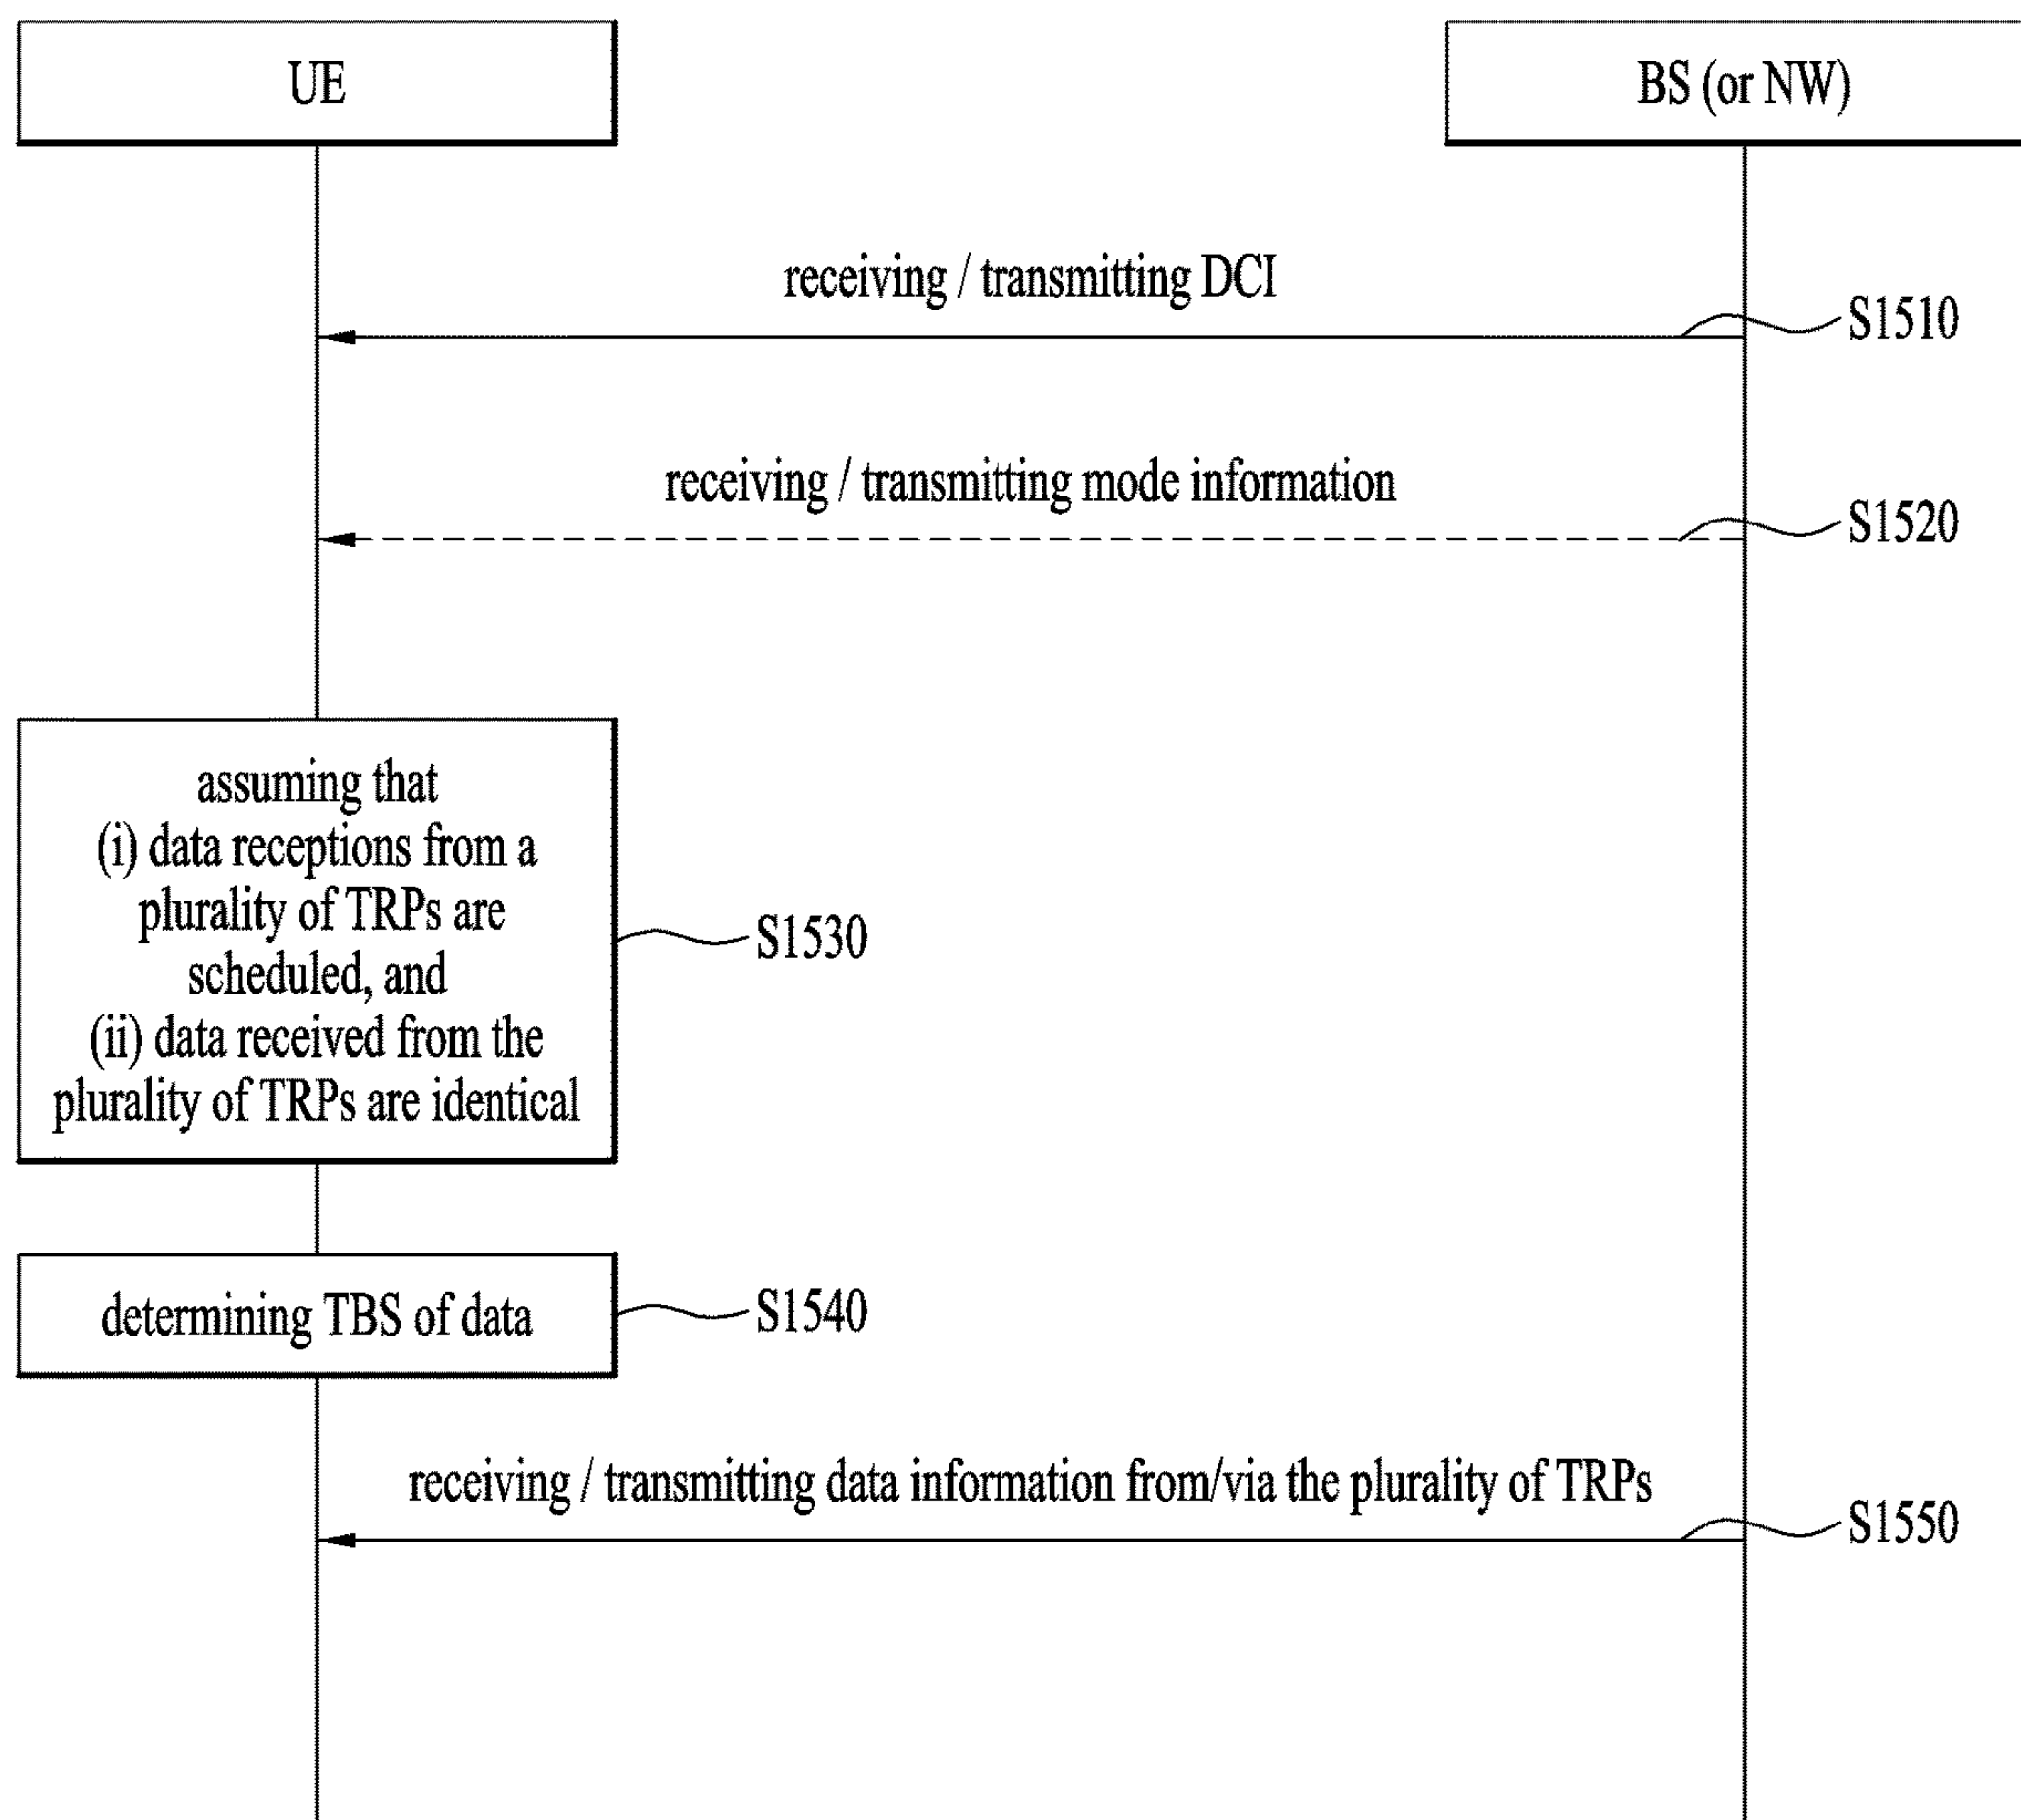 UE
BS (or NW)
receiving / transmitting DCI
S1510
receiving / transmitting mode information
S1520
assuming that
(i) data receptions from a
plurality of TRPs are
scheduled, and
(ii) data received from the
plurality of TRPs are identical
S1530
determining TBS of data
S1540
receiving / transmitting data information from/via the plurality of TRPs
S1550